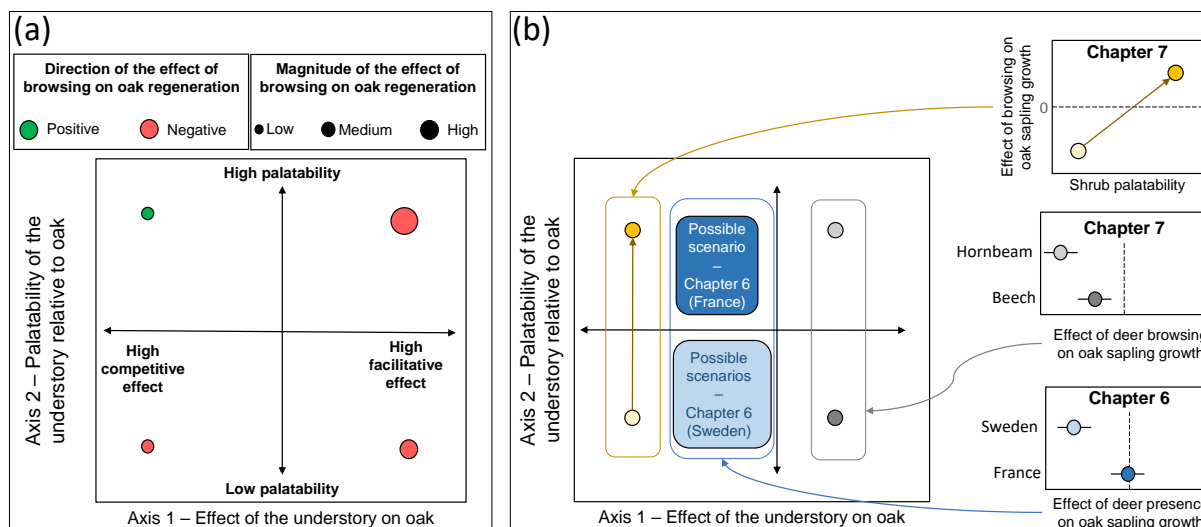 (a)
Direction of the effect of
browsing on oak regeneration
Positive
Negative
Magnitude of the effect of
browsing on oak regeneration
Low
Medium
High
High palatability
High
competitive
effect
High
facilitative
effect
Low palatability
Axis 2 – Palatability of the
understory relative to oak
Axis 1 – Effect of the understory on oak
(b)
Possible
scenario
–
Chapter 6
(France)
Possible
scenarios
–
Chapter 6
(Sweden)
Axis 2 – Palatability of the
understory relative to oak
Axis 1 – Effect of the understory on oak
Chapter 7
Effect of browsing on
oak sapling growth
0
Shrub palatability
Chapter 7
Hornbeam
Beech
Effect of deer browsing
on oak sapling growth
Chapter 6
Sweden
France
Effect of deer presenc
on oak sapling growth